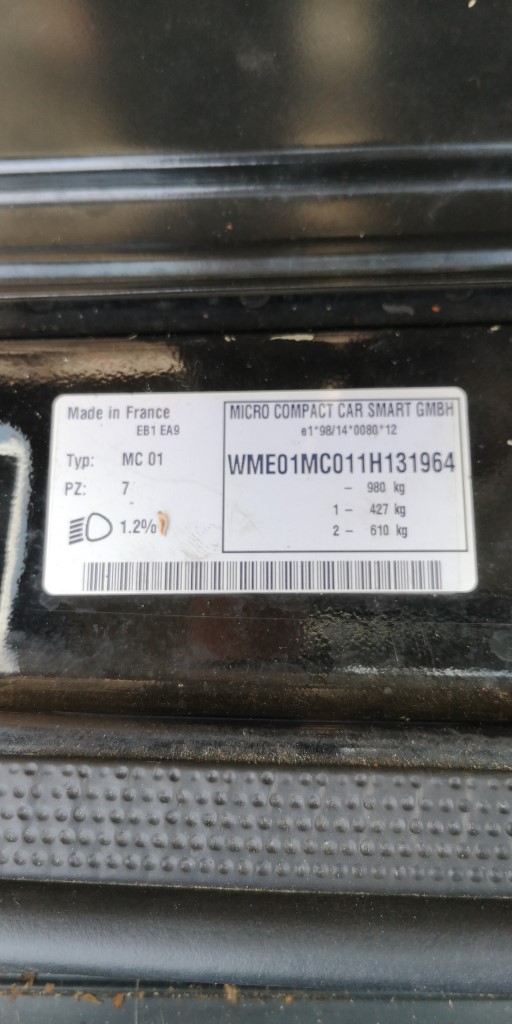 Made in France
EB1 EA9
Typ: MC 01
PZ: 7
1.2%
MICRO COMPACT CAR SMART GMBH
e1*98/14*0080*12
WME01MC011H131964
– 980 kg
1 – 427 kg
2 – 610 kg